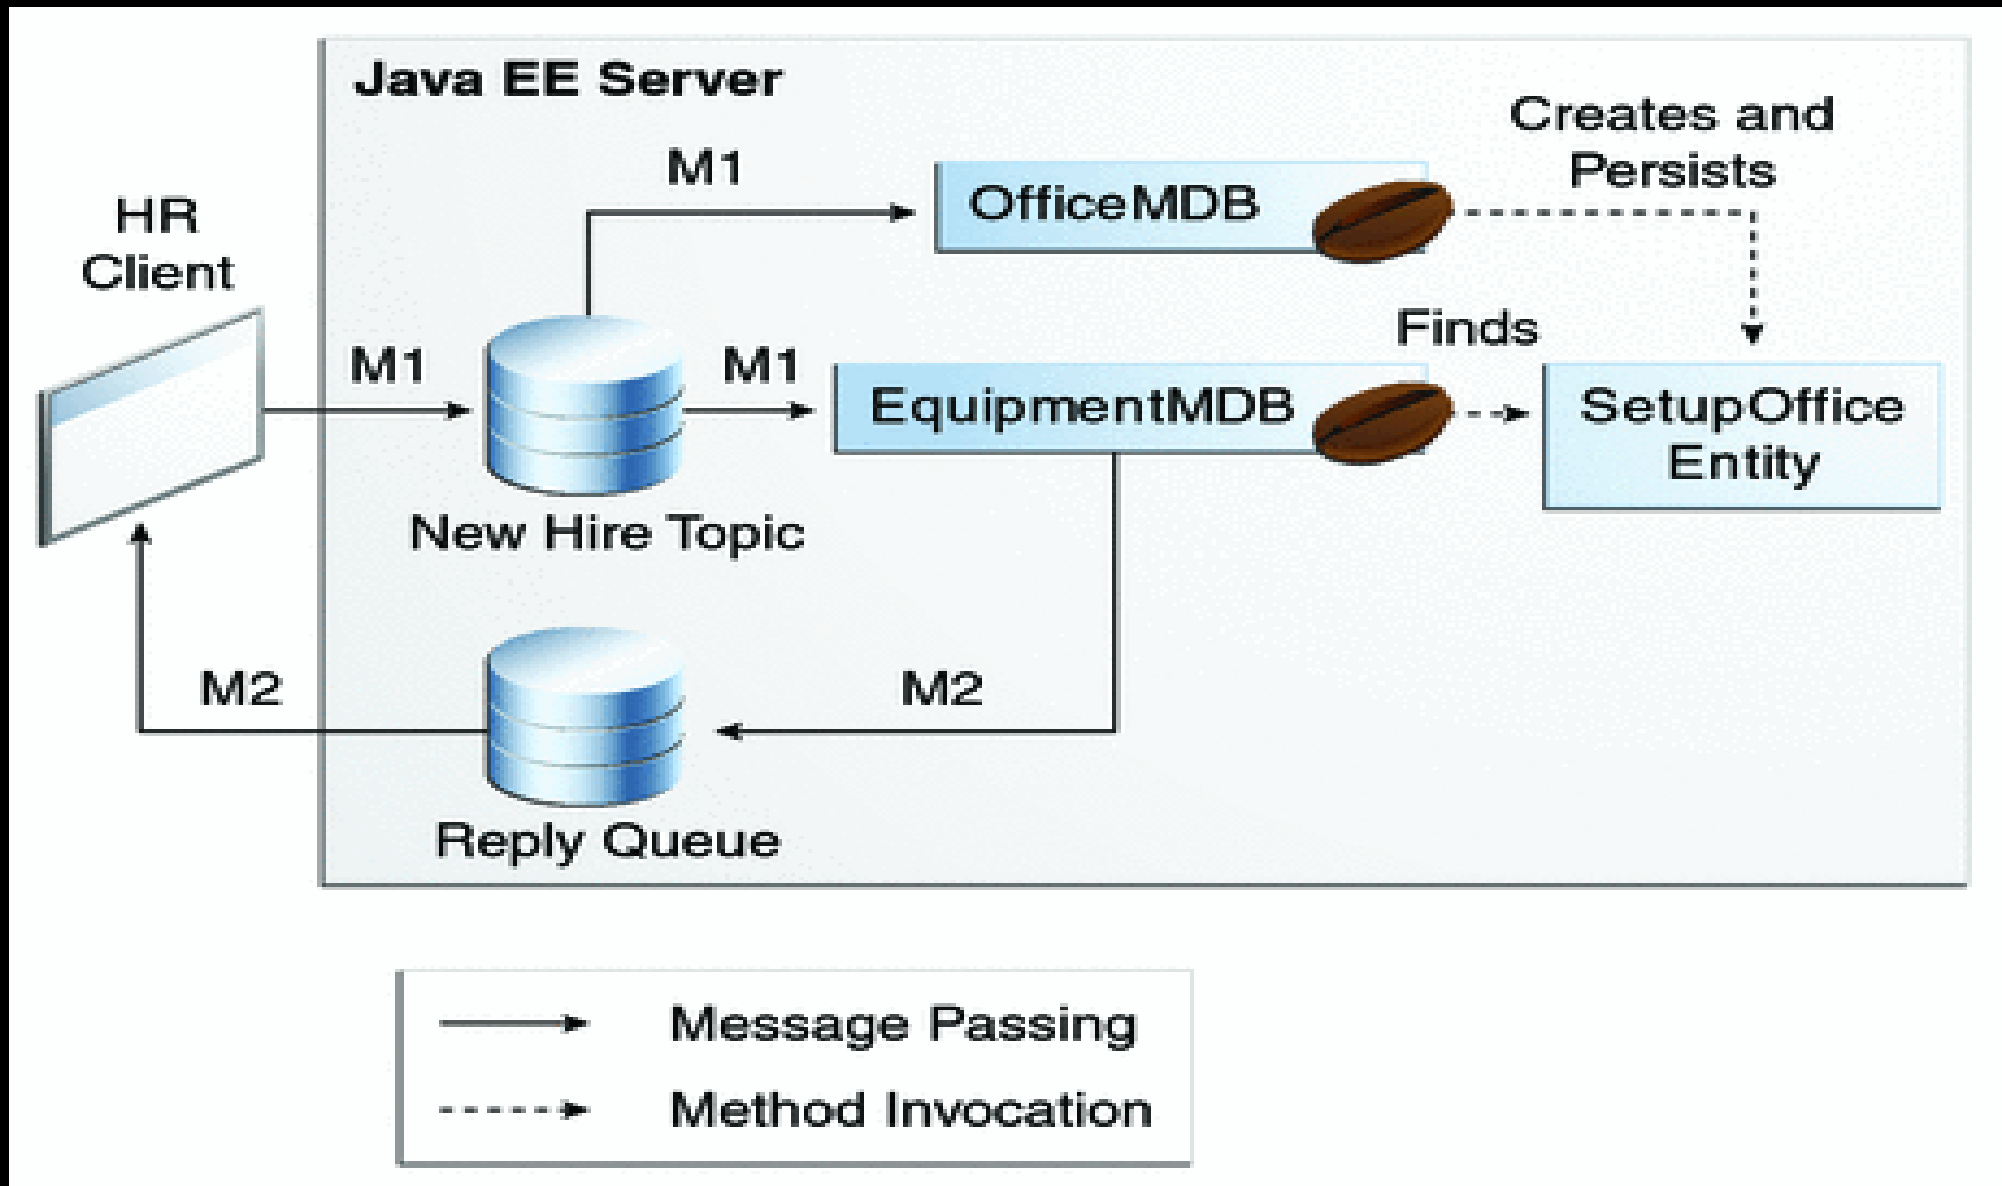 Java EE Server
Creates and
Persists
M1
OfficeMDB
HR
Client
Finds
M1
M1
EquipmentMDB
SetupOffice
Entity
New Hire Topic
M2
M2
Reply Queue
Message Passing
Method Invocation